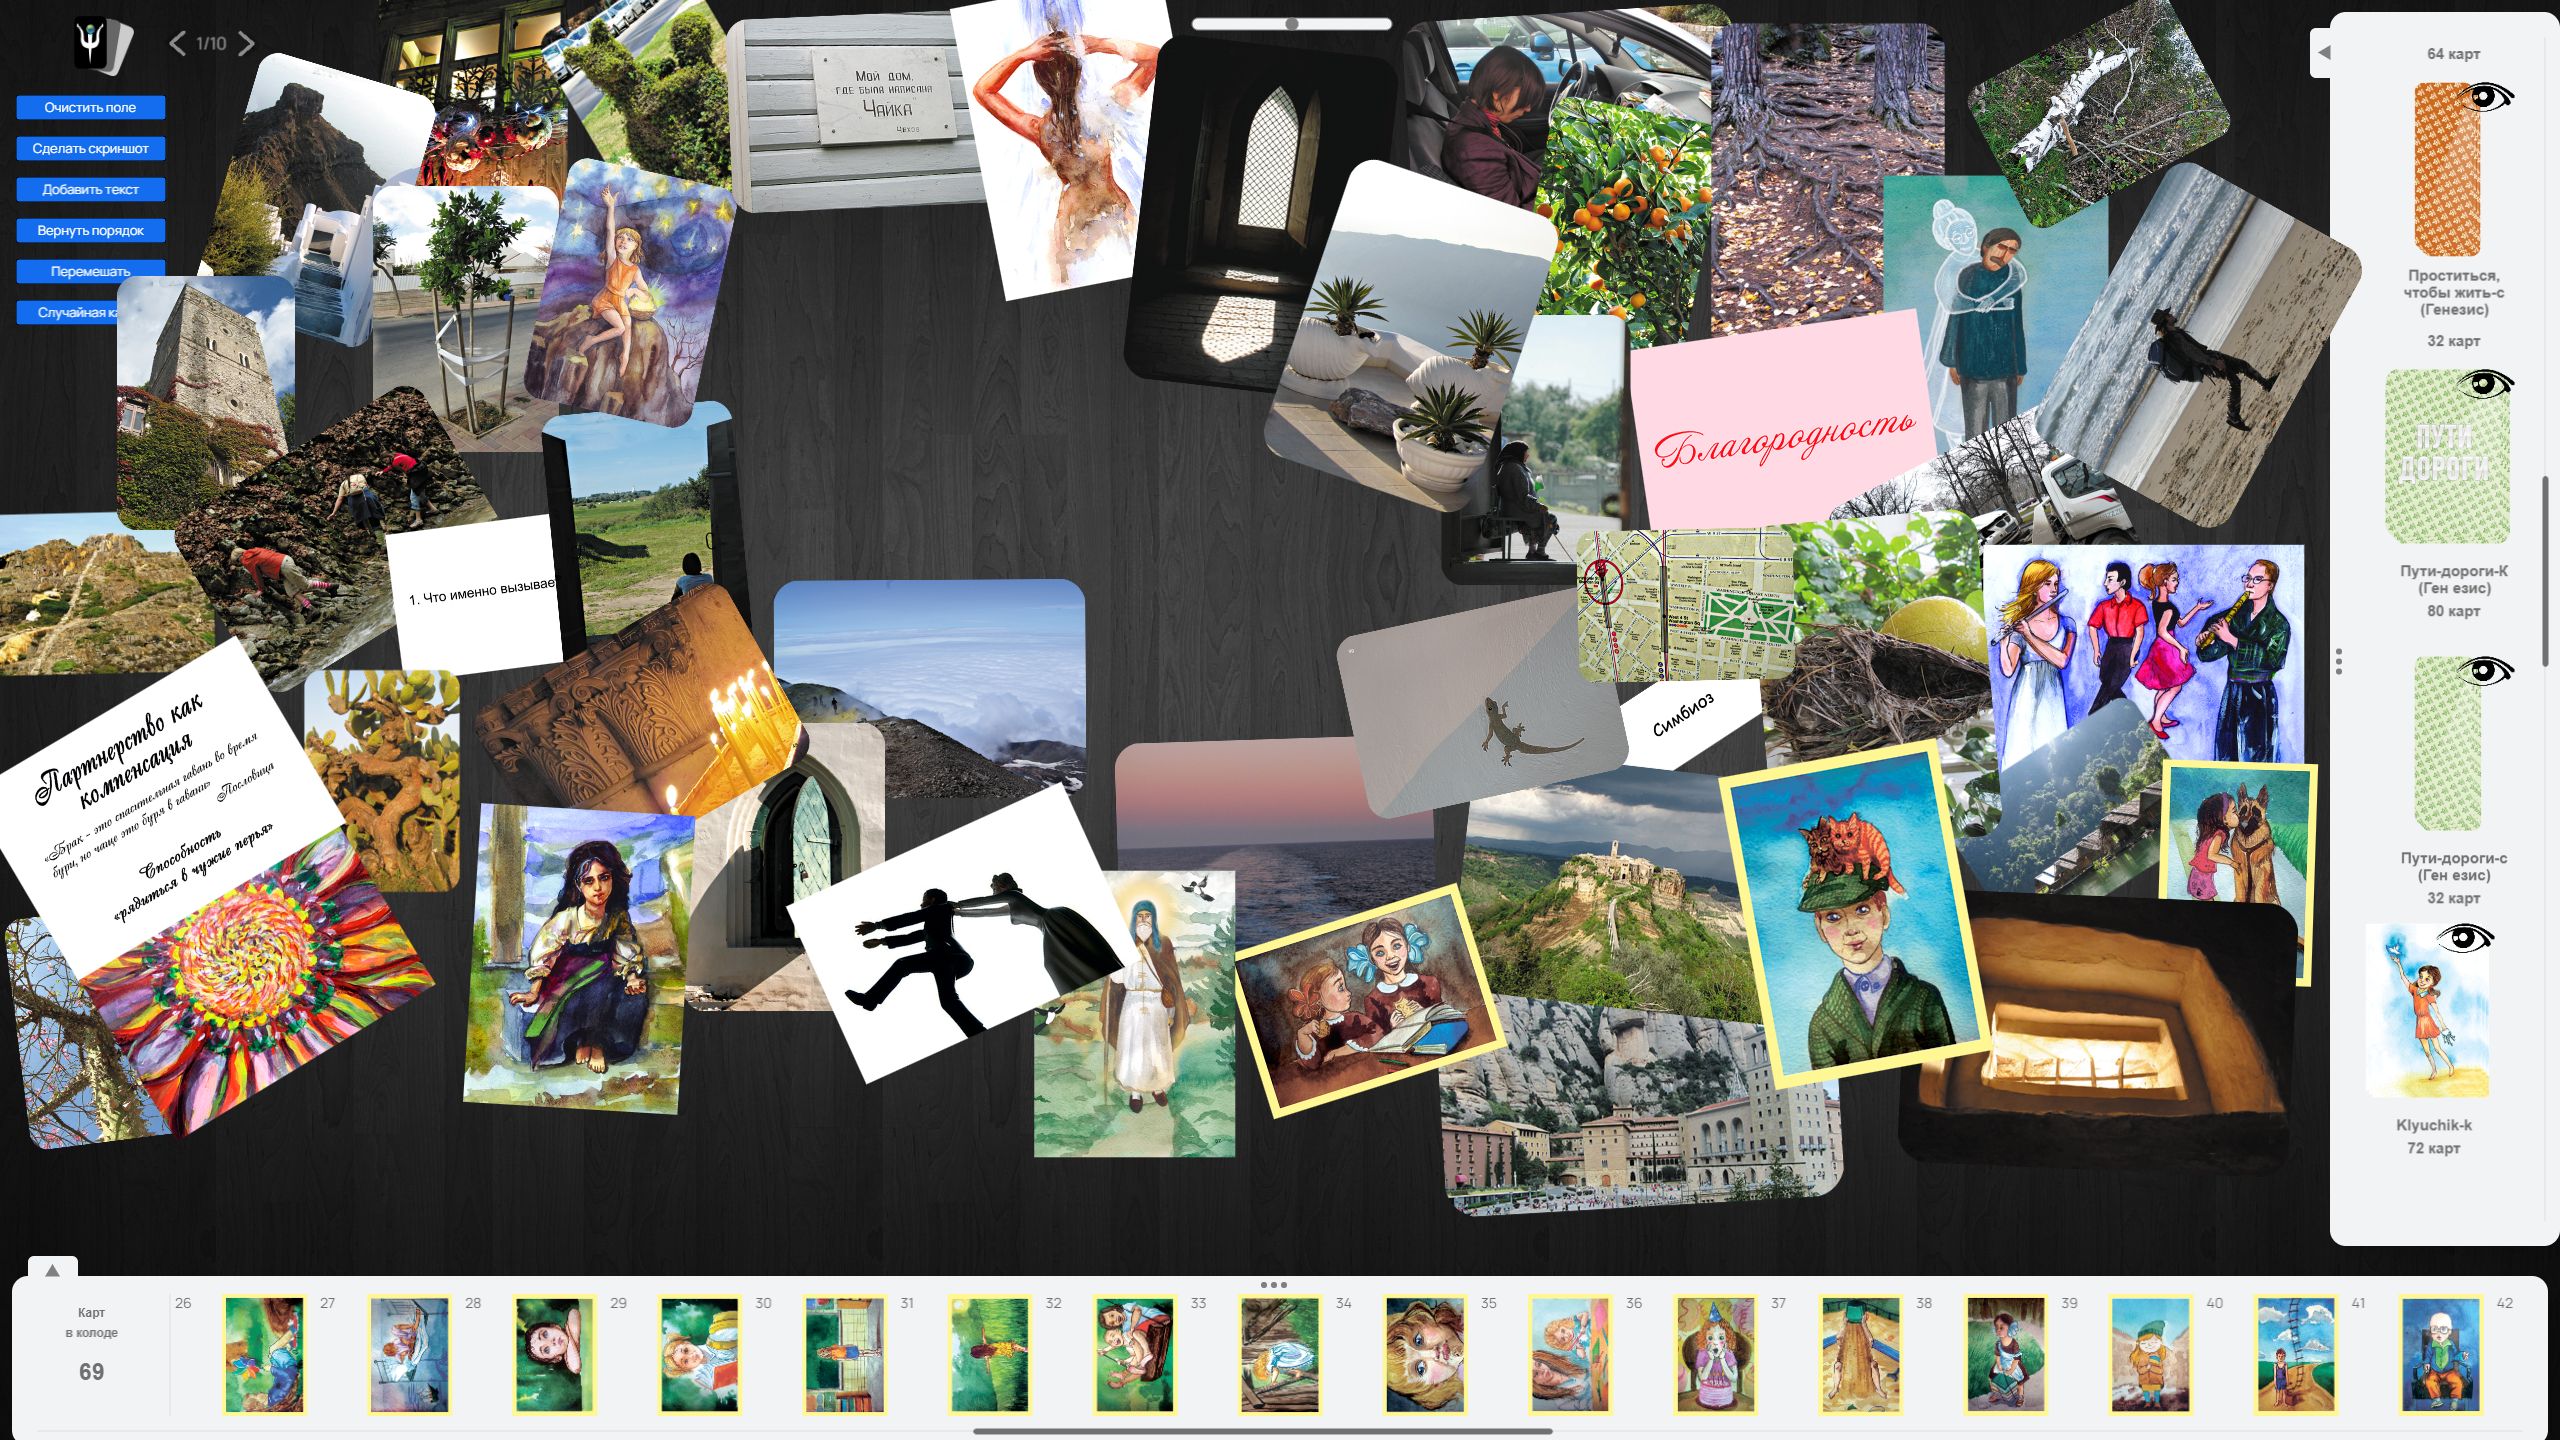 1/10
Очистить поле
Сделать скриншот
Добавить текст
Вернуть порядок
Перемешать
Случайная ка
Мой дом,
где была написана
"Чайка"
Чехов
Благородность
1. Что именно вызывае
Партнерство как
компенсация
«Брак - это спасительная гавань во время
бури, но чаще это буря в гавани»
Пословица
Способность
«рядиться в чужие перья»
Симбиоз
64 карт
Проститься,
чтобы жить-с
(Генезис)
32 карт
ПУТИ
ДОРОГИ
Пути-дороги-К
(Ген езис)
80 карт
Пути-дороги-с
(Ген езис)
32 карт
Klyuchik-k
72 карт
Карт
в колоде
69
26
27
28
29
30
31
32
33
34
35
36
37
38
39
40
41
42